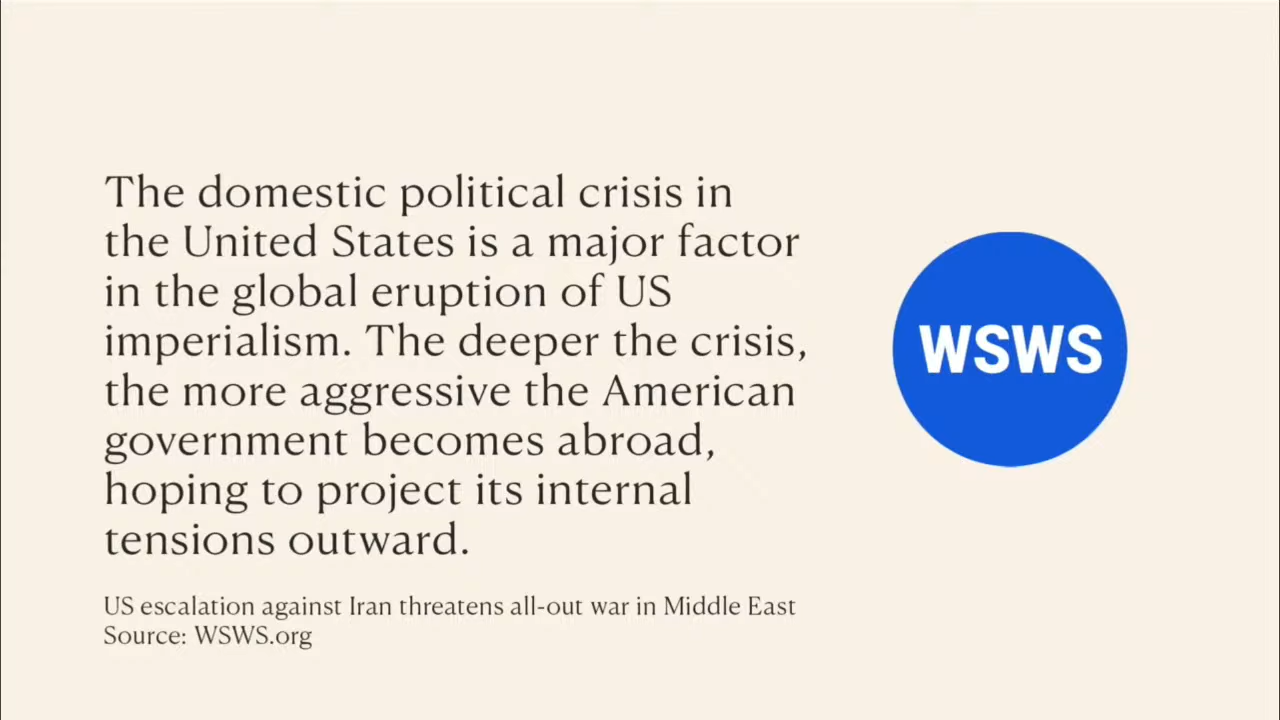 The domestic political crisis in
the United States is a major factor
in the global eruption of US
imperialism. The deeper the crisis,
the more aggressive the American
government becomes abroad,
hoping to project its internal
tensions outward.
US escalation against Iran threatens all-out war in Middle East
Source: WSWS.org
WSWS